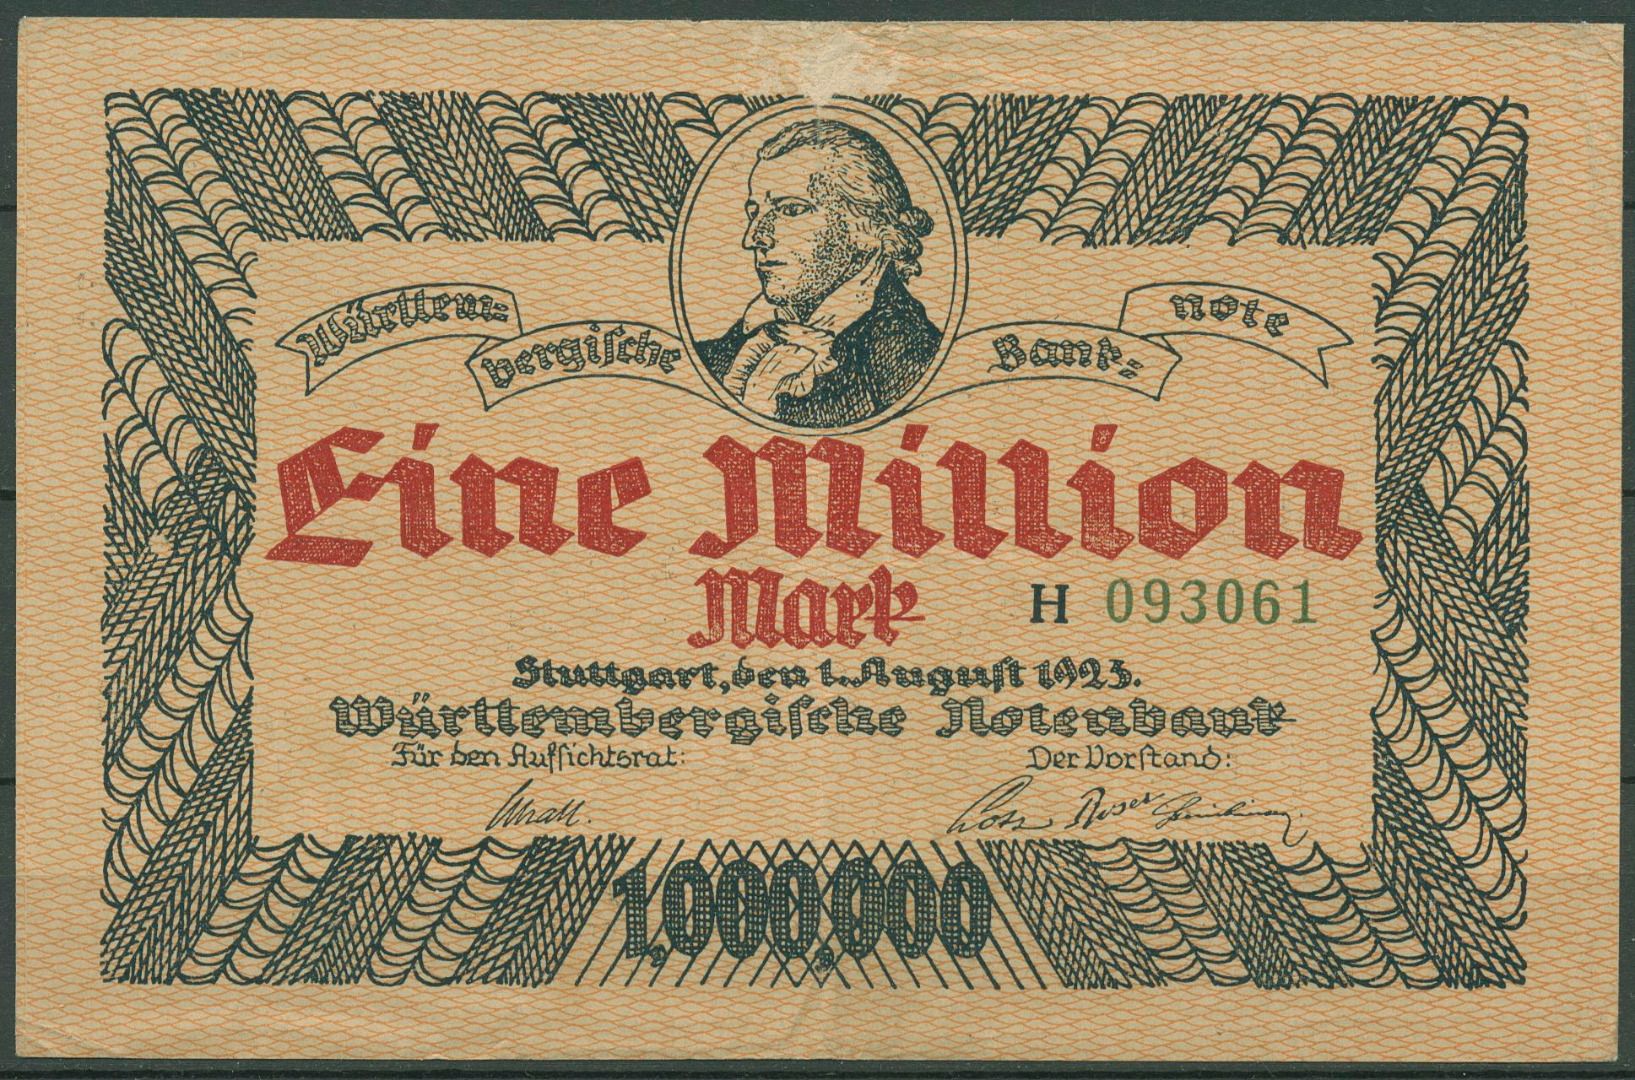 Württem=
bergische
Bank=
note
Eine Million
Mark
H 093061
Stuttgart, den 1. August 1923.
Württembergische Notenbank
Für den Aufsichtsrat:
Der Vorstand:
1,000,000